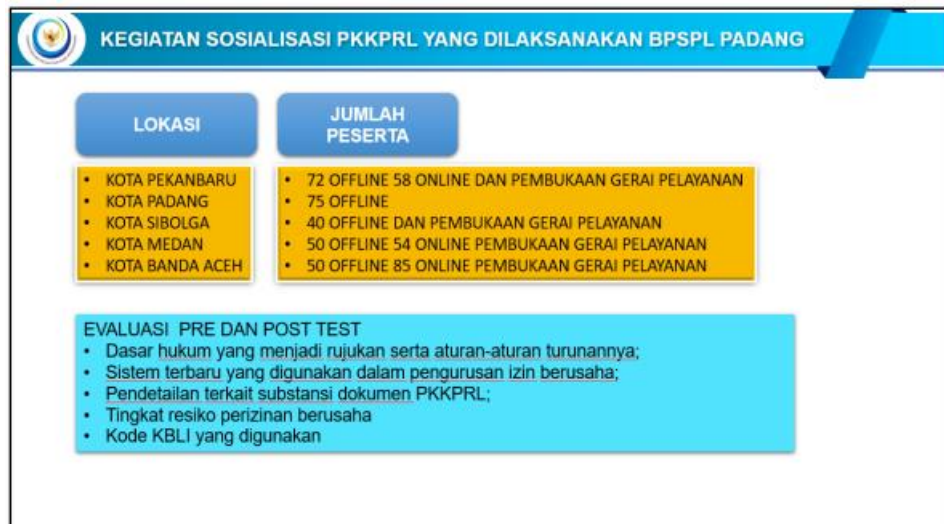 KEGIATAN SOSIALISASI PKKPRL YANG DILAKSANAKAN BPSPL PADANG
LOKASI
JUMLAH
PESERTA
• KOTA PEKANBARU
• KOTA PADANG
• KOTA SIBOLGA
• KOTA MEDAN
• KOTA BANDA ACEH
• 72 OFFLINE 58 ONLINE DAN PEMBUKAAN GERAI PELAYANAN
• 75 OFFLINE
• 40 OFFLINE DAN PEMBUKAAN GERAI PELAYANAN
• 50 OFFLINE 54 ONLINE PEMBUKAAN GERAI PELAYANAN
• 50 OFFLINE 85 ONLINE PEMBUKAAN GERAI PELAYANAN
EVALUASI PRE DAN POST TEST
• Dasar hukum yang menjadi rujukan serta aturan-aturan turunannya;
• Sistem terbaru yang digunakan dalam pengurusan izin berusaha;
• Pendetailan terkait substansi dokumen PKKPRL;
• Tingkat resiko perizinan berusaha
• Kode KBLI yang digunakan